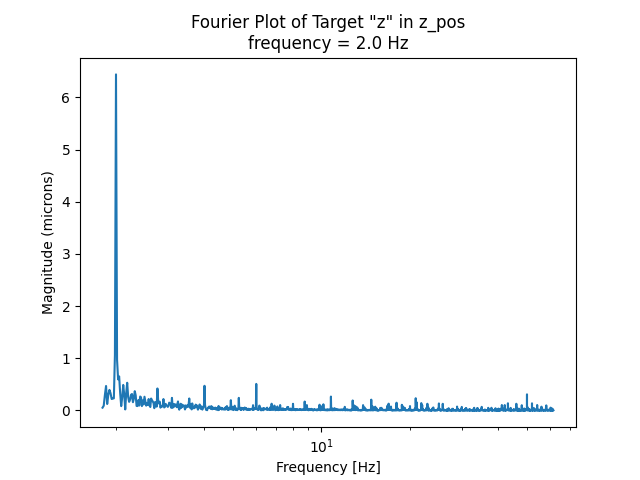 Fourier Plot of Target "z" in z_pos
frequency = 2.0 Hz
6
5
4
3
2
1
0
Magnitude (microns)
10¹
Frequency [Hz]